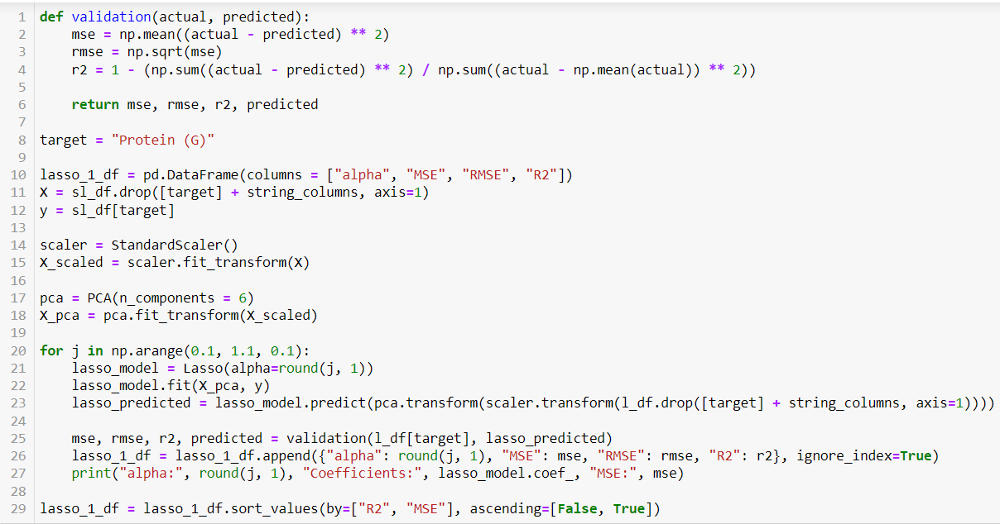 1 def validation(actual, predicted):
2     mse = np.mean((actual - predicted) ** 2)
3     rmse = np.sqrt(mse)
4     r2 = 1 - (np.sum((actual - predicted) ** 2) / np.sum((actual - np.mean(actual)) ** 2))
5
6     return mse, rmse, r2, predicted
7
8 target = "Protein (G)"
9
10 lasso_1_df = pd.DataFrame(columns = ["alpha", "MSE", "RMSE", "R2"])
11 X = sl_df.drop([target] + string_columns, axis=1)
12 y = sl_df[target]
13
14 scaler = StandardScaler()
15 X_scaled = scaler.fit_transform(X)
16
17 pca = PCA(n_components = 6)
18 X_pca = pca.fit_transform(X_scaled)
19
20 for j in np.arange(0.1, 1.1, 0.1):
21     lasso_model = Lasso(alpha=round(j, 1))
22     lasso_model.fit(X_pca, y)
23     lasso_predicted = lasso_model.predict(pca.transform(scaler.transform(l_df.drop([target] + string_columns, axis=1))))
24
25     mse, rmse, r2, predicted = validation(l_df[target], lasso_predicted)
26     lasso_1_df = lasso_1_df.append({"alpha": round(j, 1), "MSE": mse, "RMSE": rmse, "R2": r2}, ignore_index=True)
27     print("alpha:", round(j, 1), "Coefficients:", lasso_model.coef_, "MSE:", mse)
28
29 lasso_1_df = lasso_1_df.sort_values(by=["R2", "MSE"], ascending=[False, True])